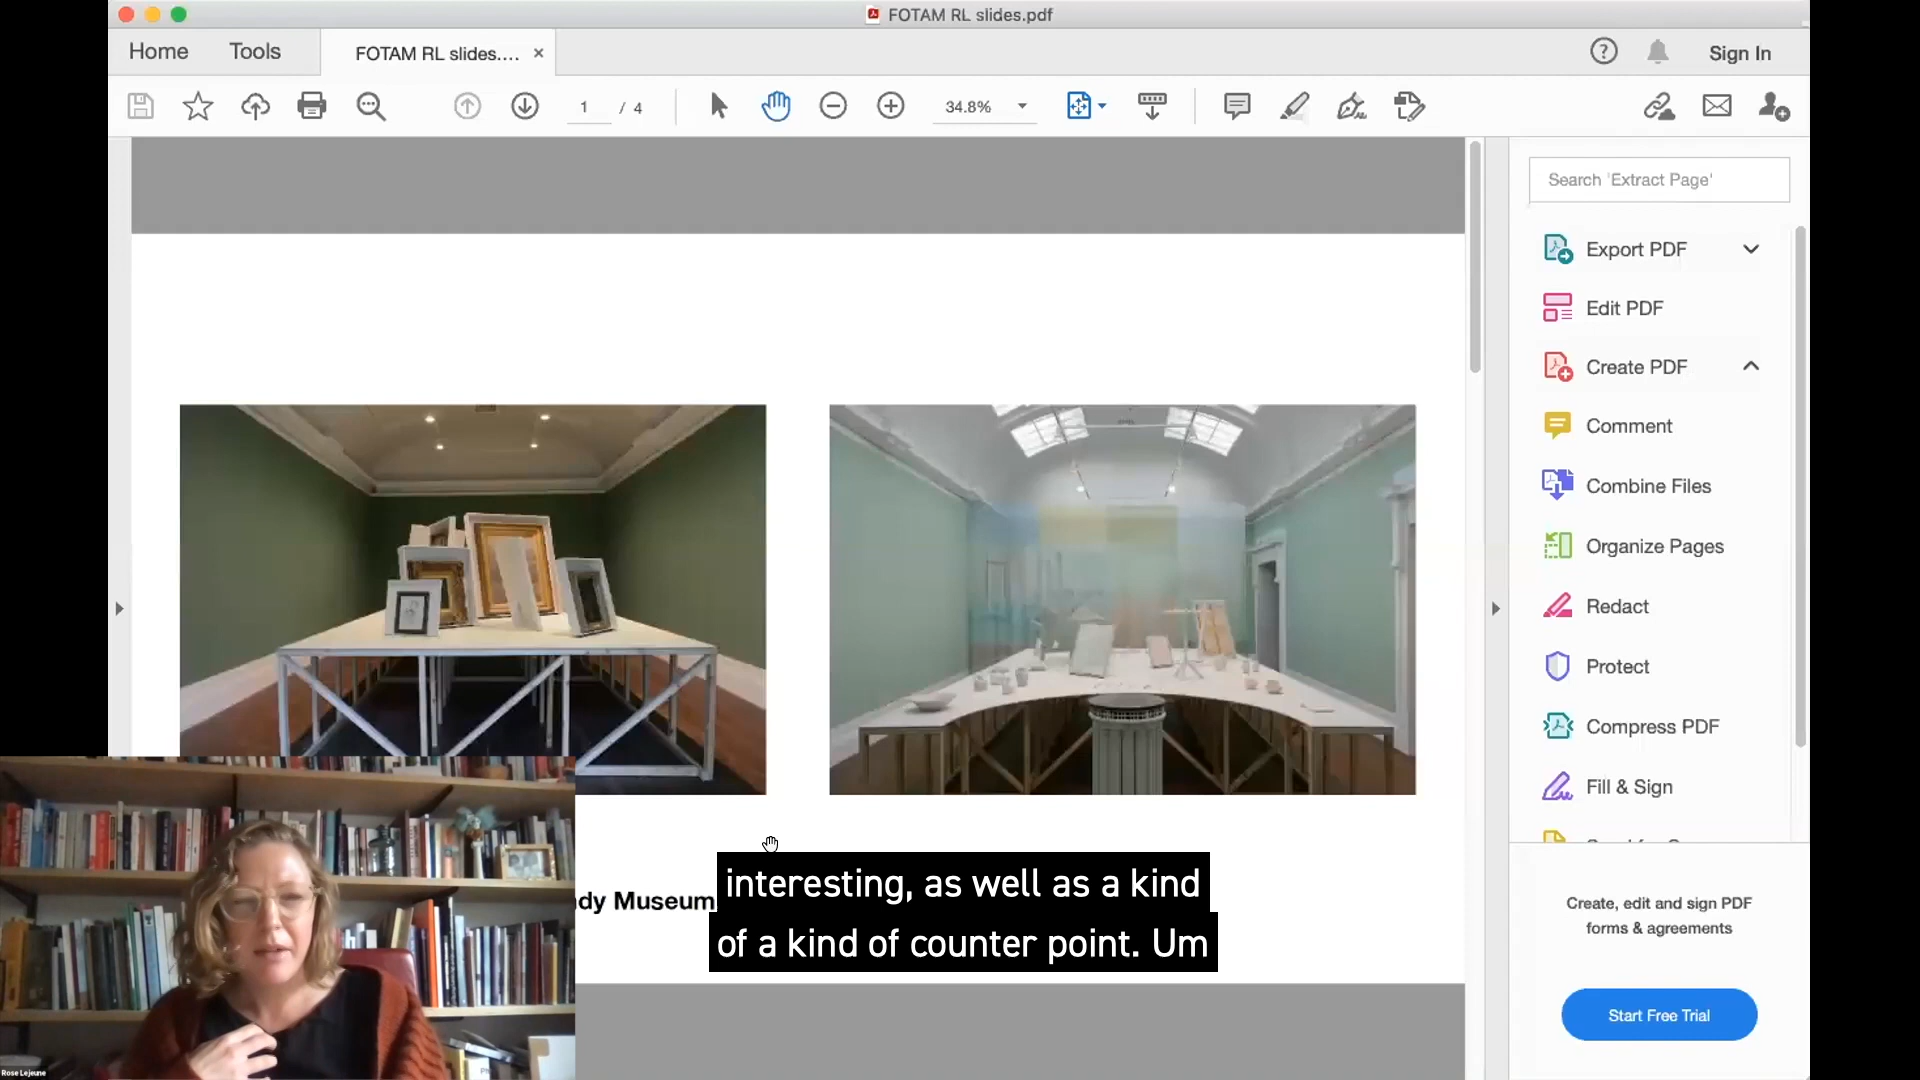 FOTAM RL slides.pdf
Home
Tools
FOTAM RL slides....
Sign In
1 / 4
34.8%
Search 'Extract Page'
Export PDF
Edit PDF
Create PDF
Comment
Combine Files
Organize Pages
Redact
Protect
Compress PDF
Fill & Sign
dy Museum
interesting, as well as a kind
of a kind of counter point. Um
Create, edit and sign PDF
forms & agreements
Start Free Trial
Rose Lejeune